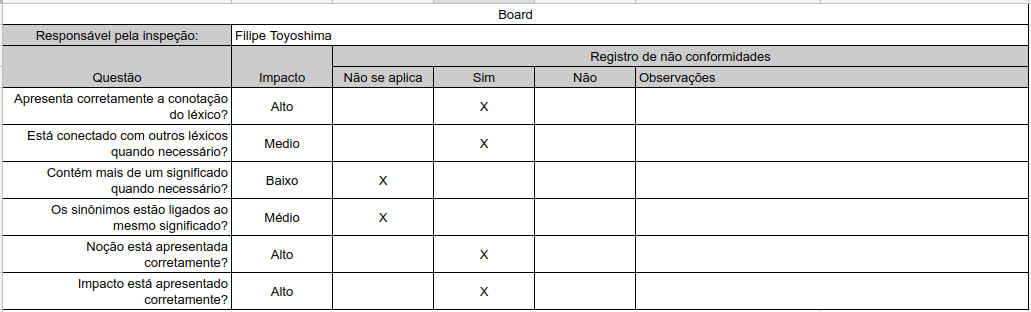 Board
Responsável pela inspeção: Filipe Toyoshima
Registro de não conformidades
Questão Impacto Não se aplica Sim Não Observações
Apresenta corretamente a conotação
do léxico? Alto X
Está conectado com outros léxicos
quando necessário? Medio X
Contém mais de um significado
quando necessário? Baixo X
Os sinônimos estão ligados ao
mesmo significado? Médio X
Noção está apresentada
corretamente? Alto X
Impacto está apresentado
corretamente? Alto X